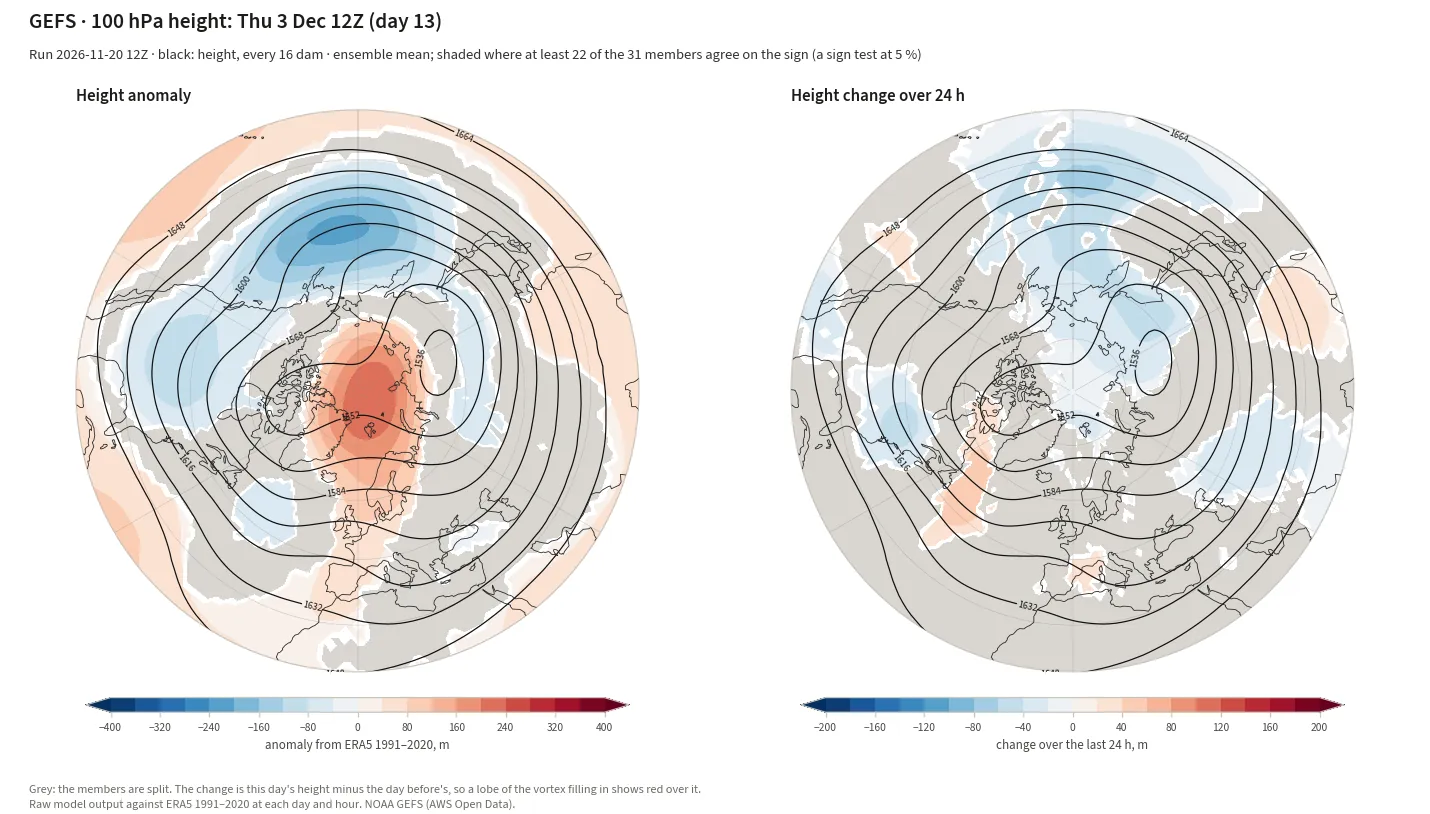 GEFS · 100 hPa height: Thu 3 Dec 12Z (day 13)
Run 2026-11-20 12Z · black: height, every 16 dam · ensemble mean; shaded where at least 22 of the 31 members agree on the sign (a sign test at 5 %)
Height anomaly
Height change over 24 h
1664
1648
1600
1568
1536
1552
1616
1584
1632
1664
1648
1600
1568
1536
1552
1616
1584
1632
−400 −320 −240 −160 −80 0 80 160 240 320 400
anomaly from ERA5 1991–2020, m
−200 −160 −120 −80 −40 0 40 80 120 160 200
change over the last 24 h, m
Grey: the members are split. The change is this day's height minus the day before's, so a lobe of the vortex filling in shows red over it.
Raw model output against ERA5 1991–2020 at each day and hour. NOAA GEFS (AWS Open Data).